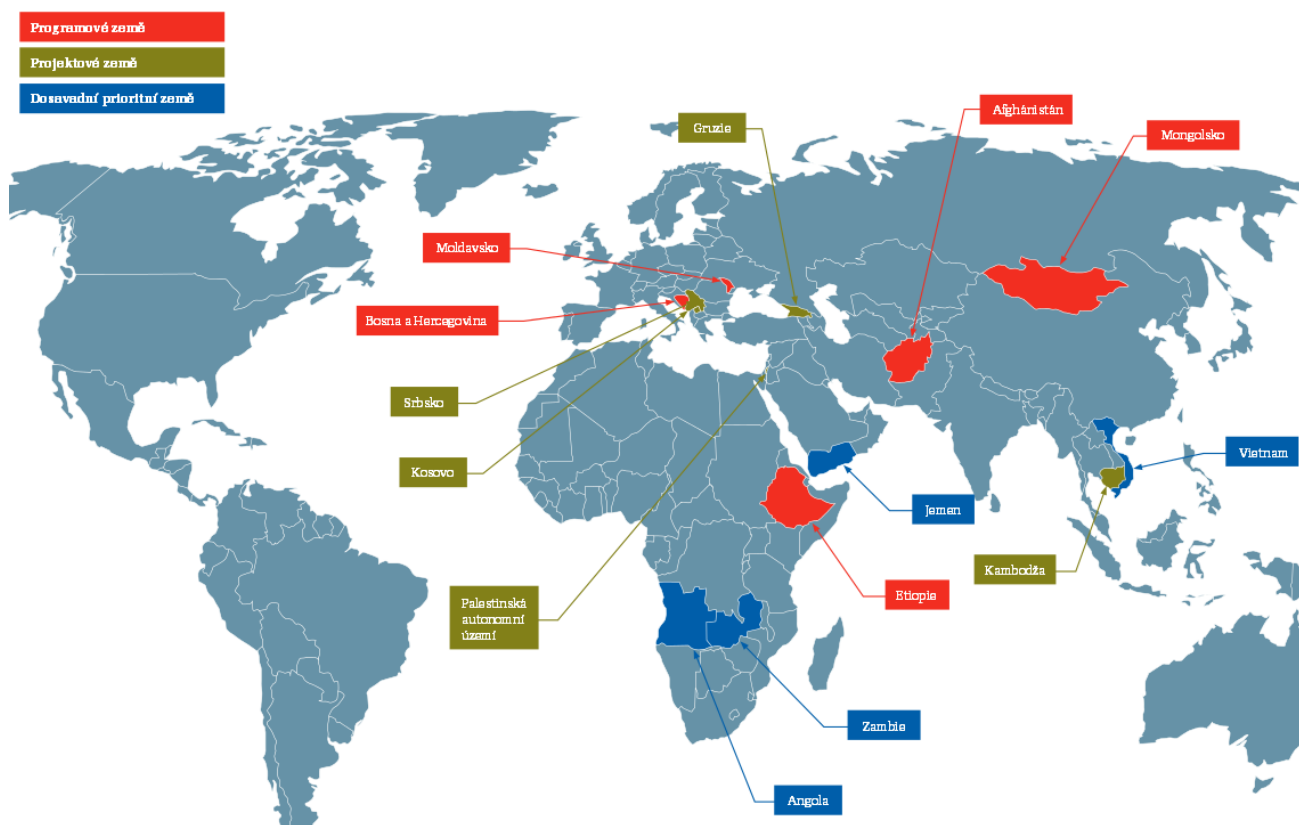 Programové země
Projektové země
Dosavadní prioritní země
Afghánistán
Gruzie
Mongolsko
Moldavsko
Bosna a Hercegovina
Srbsko
Kosovo
Vietnam
Jemen
Kambodža
Etiopie
Palestinská
autonomní
území
Zambie
Angola